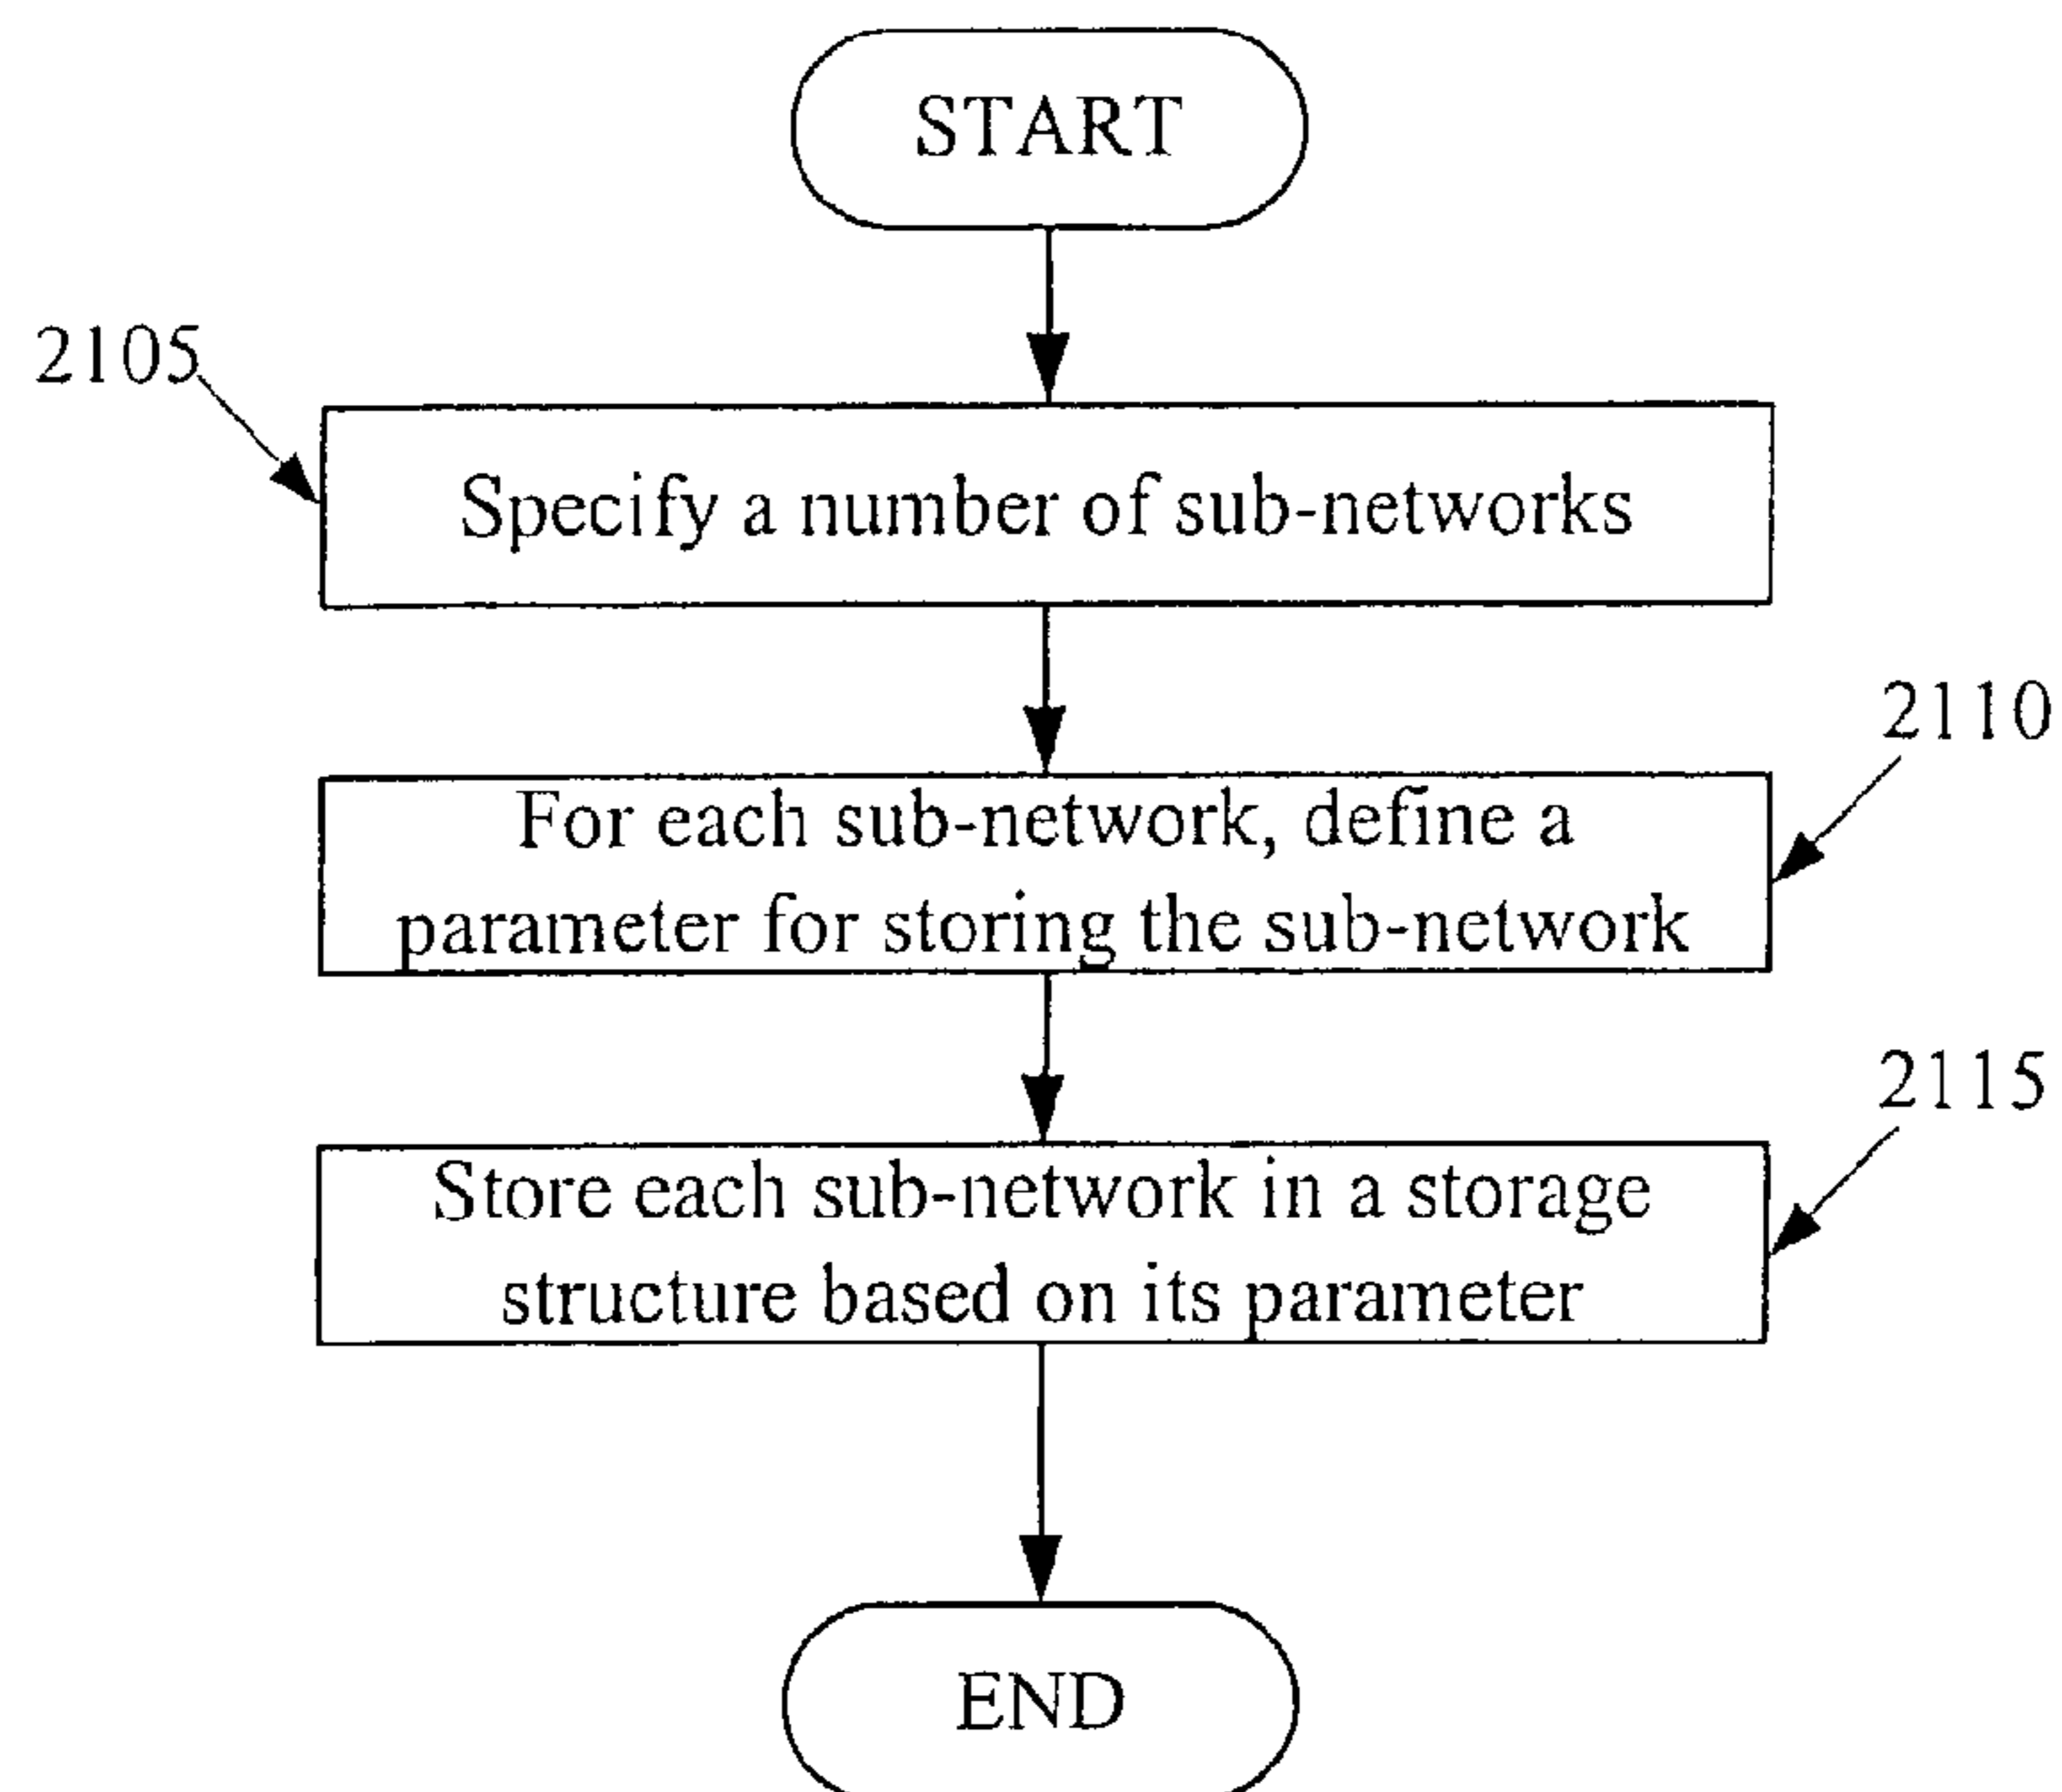 START
2105
Specify a number of sub-networks
2110
For each sub-network, define a
parameter for storing the sub-network
2115
Store each sub-network in a storage
structure based on its parameter
END